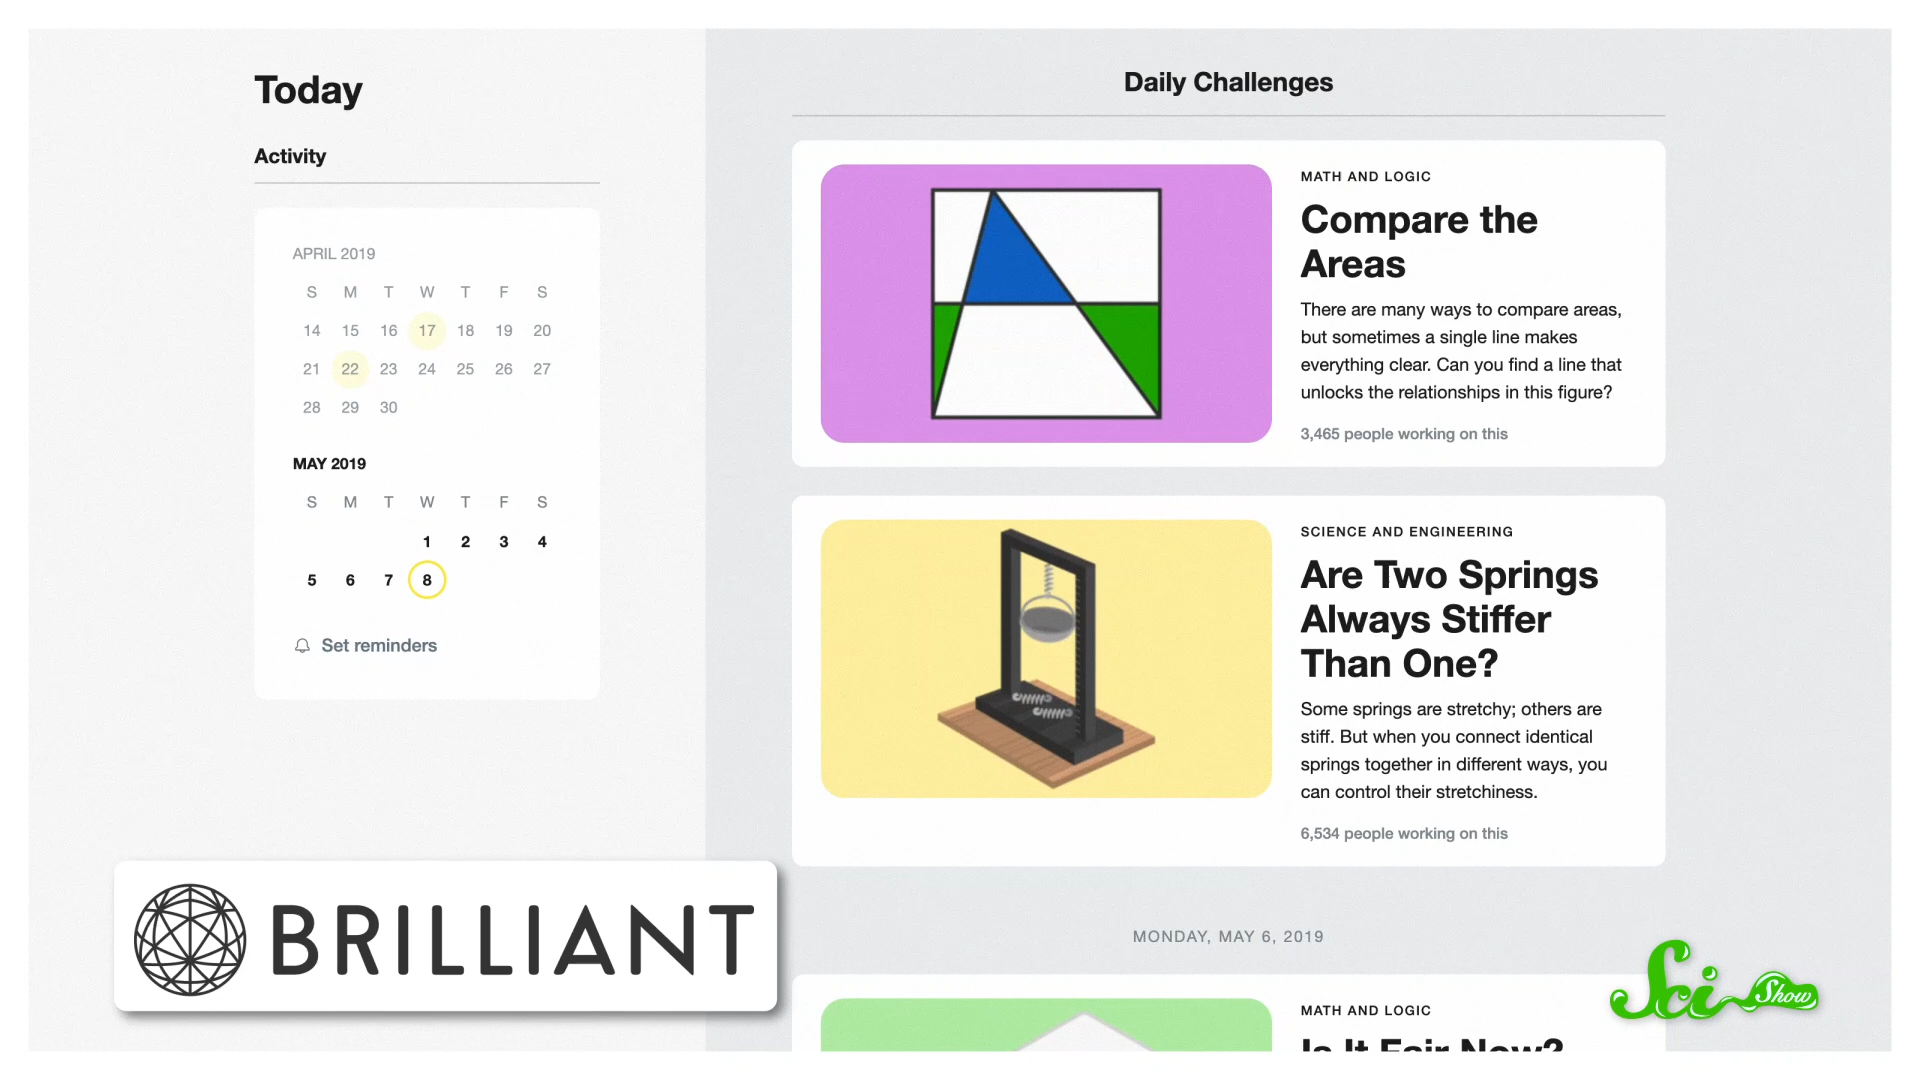 Today
Activity
APRIL 2019
S M T W T F S
14 15 16 17 18 19 20
21 22 23 24 25 26 27
28 29 30
MAY 2019
S M T W T F S
1 2 3 4
5 6 7 8
Set reminders
BRILLIANT
Daily Challenges
MATH AND LOGIC
Compare the
Areas
There are many ways to compare areas,
but sometimes a single line makes
everything clear. Can you find a line that
unlocks the relationships in this figure?
3,465 people working on this
SCIENCE AND ENGINEERING
Are Two Springs
Always Stiffer
Than One?
Some springs are stretchy; others are
stiff. But when you connect identical
springs together in different ways, you
can control their stretchiness.
6,534 people working on this
MONDAY, MAY 6, 2019
MATH AND LOGIC
Is It Fair Now?
Sci Show